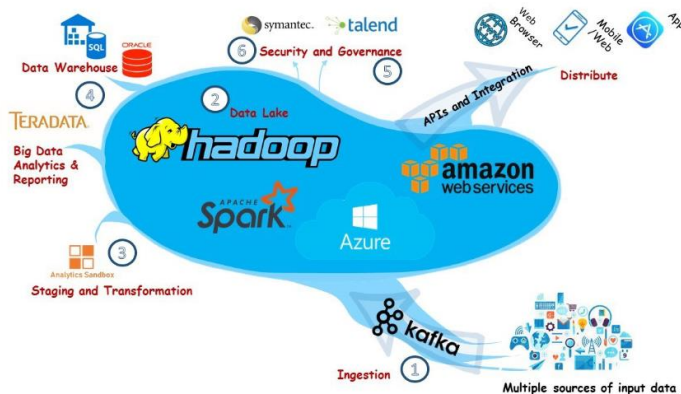 symantec.
talend
Web
Browser
Mobile
/Web
App
SQL
ORACLE
6
Security and Governance
5
Data Warehouse
Distribute
4
2
Data Lake
APIs and Integration
TERADATA
hadoop
Big Data
Analytics &
Reporting
amazon
webservices
APACHE
Spark
Azure
3
Analytics Sandbox
Staging and Transformation
kafka
Ingestion
1
Multiple sources of input data